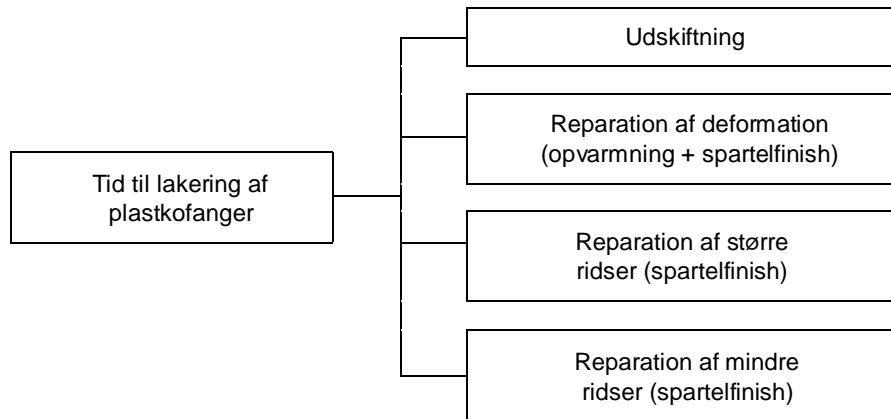 Tid til lakering af
plastkofanger
Udskiftning
Reparation af deformation
(opvarmning + spartelfinish)
Reparation af større
ridser (spartelfinish)
Reparation af mindre
ridser (spartelfinish)